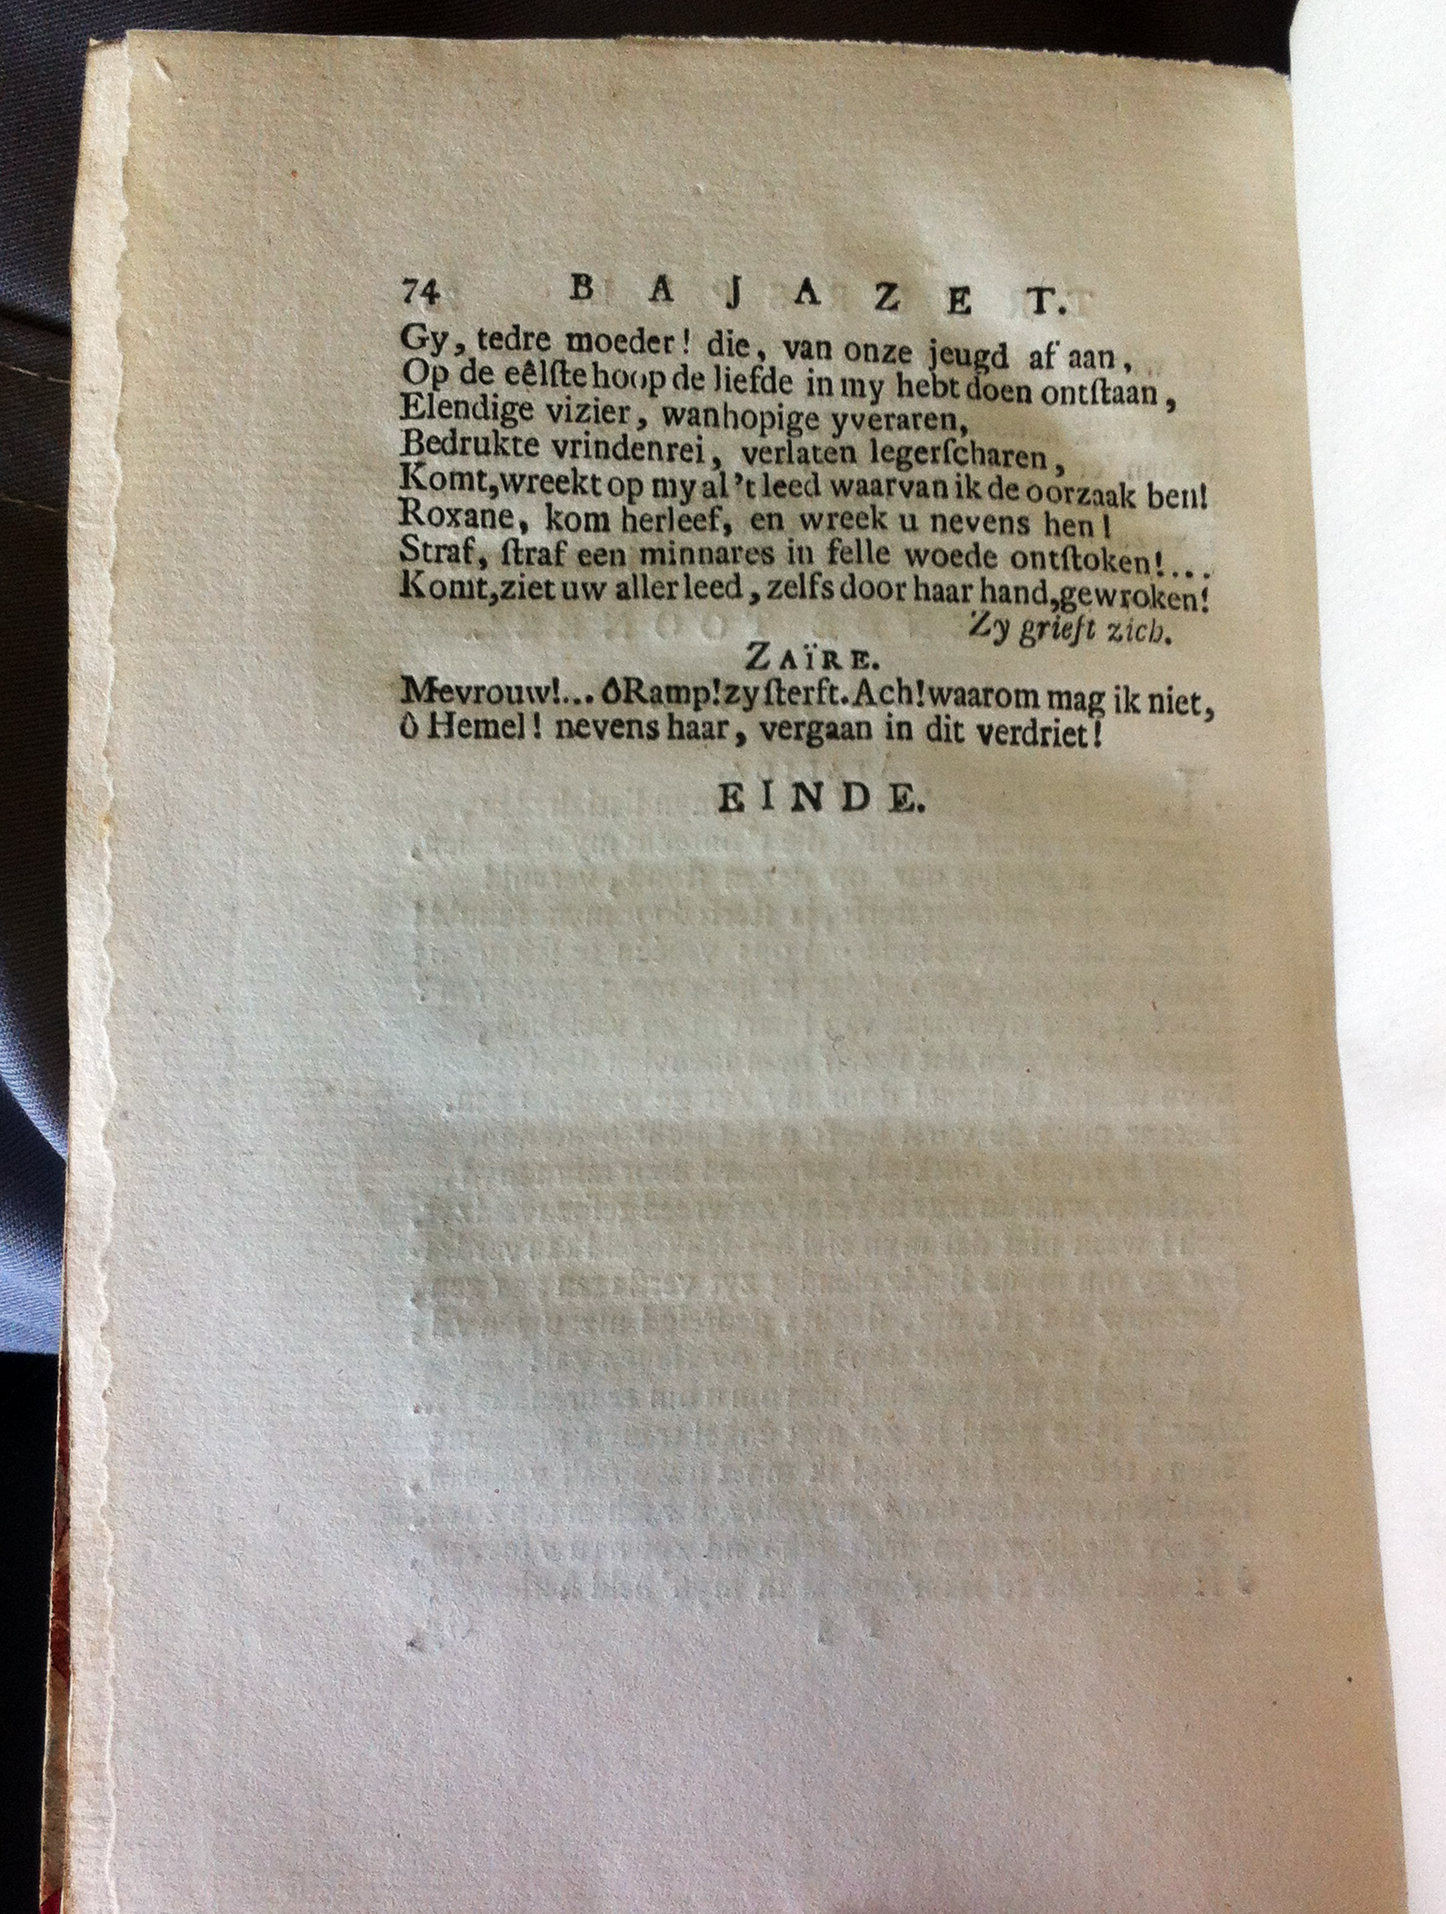 74 BAJAZET.
Gy, tedre moeder! die, van onze jeugd af aan,
Op de eêlſte hoop de liefde in my hebt doen ontſtaan,
Elendige vizier, wanhopige yveraren,
Bedrukte vrindenrei, verlaten legerſcharen,
Komt, wreekt op my al 't leed waarvan ik de oorzaak ben!
Roxane, kom herleef, en wreek u nevens hen!
Straf, ſtraf een minnares in felle woede ontſtoken!...
Komt, ziet uw aller leed, zelfs door haar hand, gewroken!
Zy grieft zich.
ZAÏRE.
Mevrouw!... ô Ramp! zy ſterft. Ach! waarom mag ik niet,
ô Hemel! nevens haar, vergaan in dit verdriet!
EINDE.